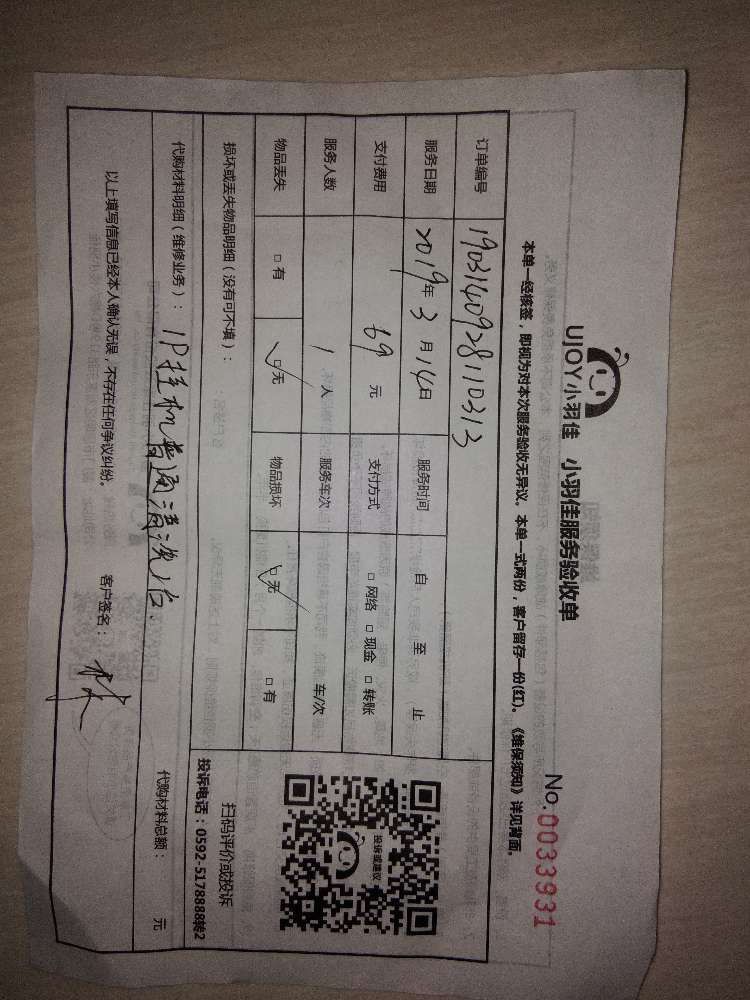 UJOY小羽佳 小羽佳服务验收单 No.0033931
本单一经核签，即视为对本次服务验收无异议。本单一式两份，客户留存一份(红)。《维保须知》详见背面。
订单编号 1903140928110313
服务日期 2019年3月14日 服务时间 自 至 止
支付费用 69元 支付方式 □网络 □现金 □转账
服务人数 1人 服务车次 车/次
物品丢失 □有 ☑无 物品损坏 ☑无 □有
投诉或建议
扫码评价或投诉
投诉电话：0592-5178888转2
损坏或丢失物品明细（没有可不填）：
代购材料明细（维修业务）：1P挂机普通清洗1台. 代购材料总额： 元
以上填写信息已经本人确认无误，不存在任何争议纠纷。 客户签名：